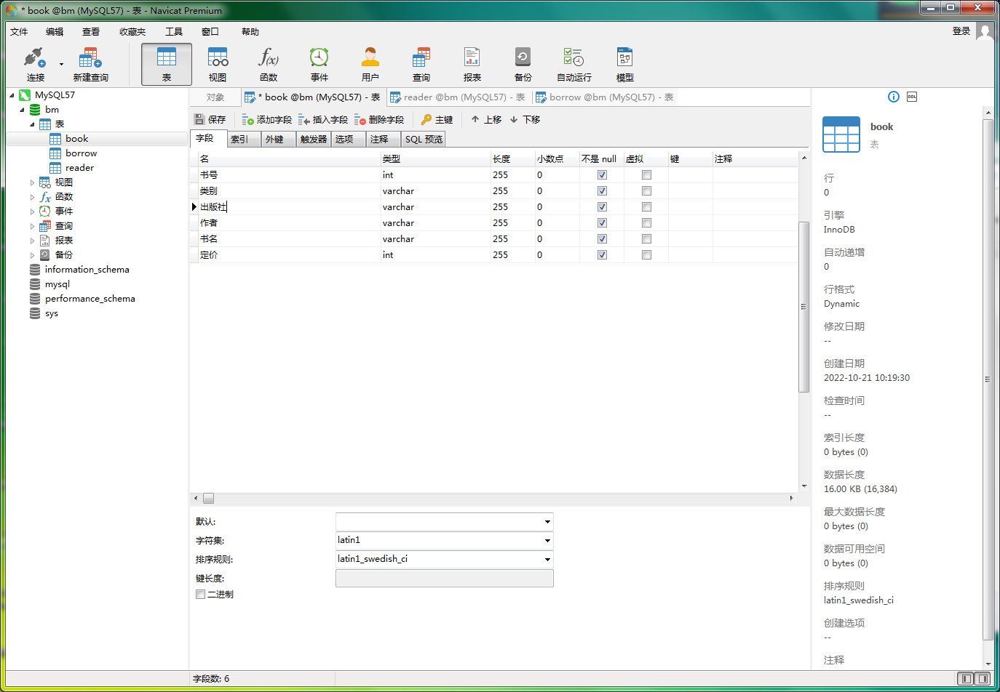 * book @bm (MySQL57) - 表 - Navicat Premium
文件 编辑 查看 收藏夹 工具 窗口 帮助 登录
连接 新建查询 表 视图 函数 事件 用户 查询 报表 备份 自动运行 模型
MySQL57
bm
表
book
borrow
reader
视图
函数
事件
查询
报表
备份
information_schema
mysql
performance_schema
sys
对象 * book @bm (MySQL57) - 表 reader @bm (MySQL57) - 表 borrow @bm (MySQL57) - 表
保存 添加字段 插入字段 删除字段 主键 上移 下移
字段 索引 外键 触发器 选项 注释 SQL 预览
名 类型 长度 小数点 不是 null 虚拟 键 注释
书号 int 255 0
类别 varchar 255 0
出版社 varchar 255 0
作者 varchar 255 0
书名 varchar 255 0
定价 int 255 0
默认:
字符集: latin1
排序规则: latin1_swedish_ci
键长度:
二进制
DDL
book
表
行
0
引擎
InnoDB
自动递增
0
行格式
Dynamic
修改日期
--
创建日期
2022-10-21 10:19:30
检查时间
--
索引长度
0 bytes (0)
数据长度
16.00 KB (16,384)
最大数据长度
0 bytes (0)
数据可用空间
0 bytes (0)
排序规则
latin1_swedish_ci
创建选项
--
注释
字段数: 6